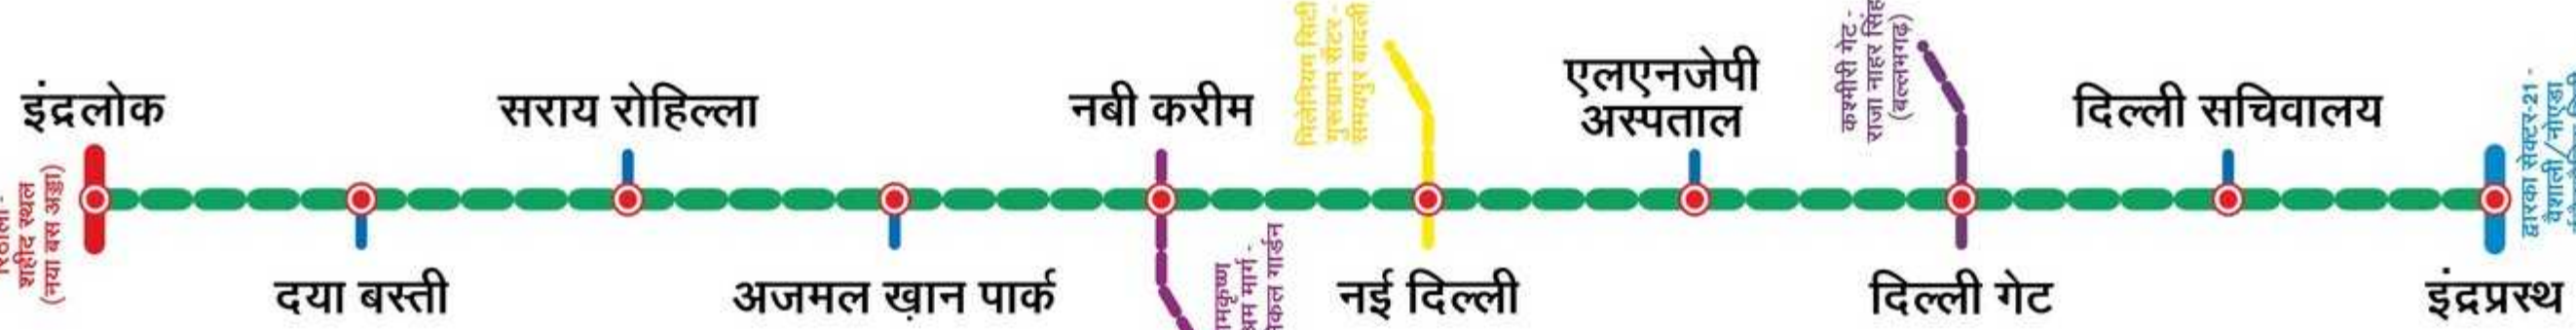 इंद्रलोक
शहीद स्थल
(नया बस अड्डा)
दया बस्ती
सराय रोहिल्ला
अजमल ख़ान पार्क
नबी करीम
मिलेनियम सिटी
गुरुग्राम सेंटर -
समयपुर बादली
नई दिल्ली
एलएनजेपी
अस्पताल
कश्मीरी गेट -
राजा नाहर सिंह
(बल्लभगढ़)
दिल्ली गेट
दिल्ली सचिवालय
द्वारका सेक्टर-21 -
वैशाली/नोएडा
इंद्रप्रस्थ